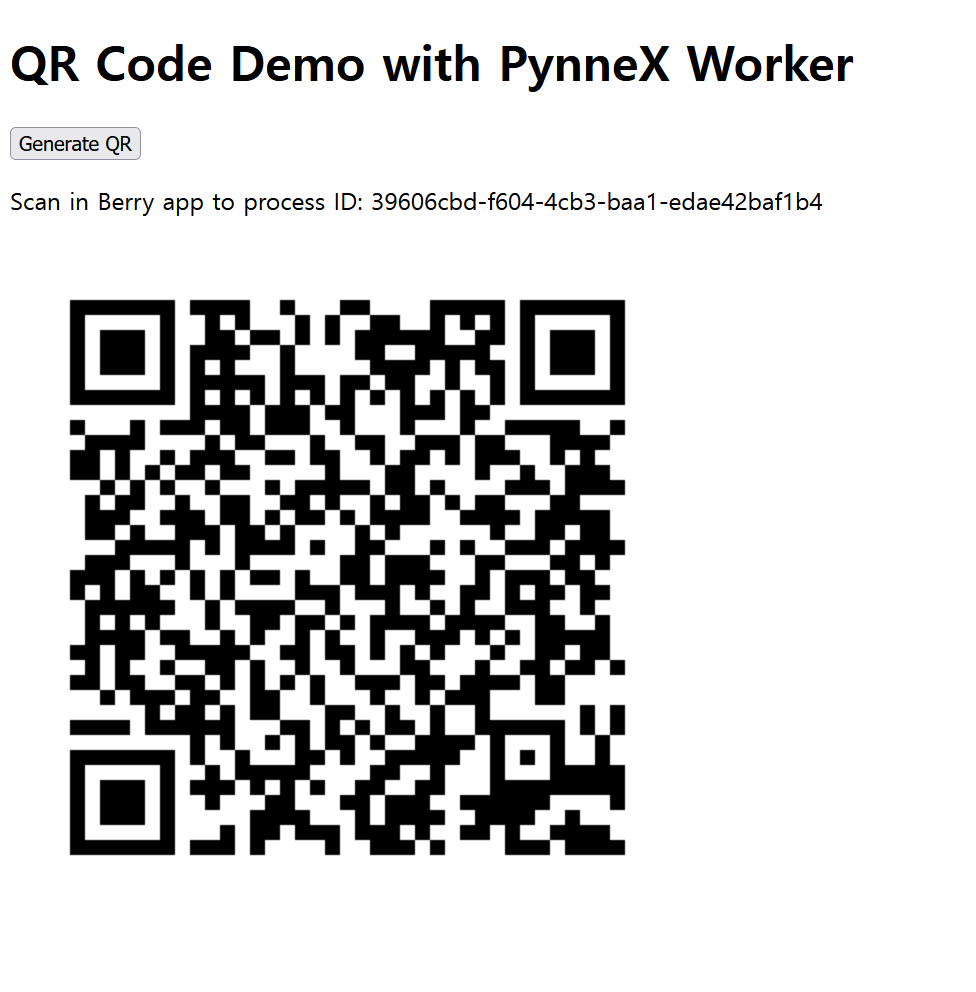 QR Code Demo with PynneX Worker
Generate QR
Scan in Berry app to process ID: 39606cbd-f604-4cb3-baa1-edae42baf1b4